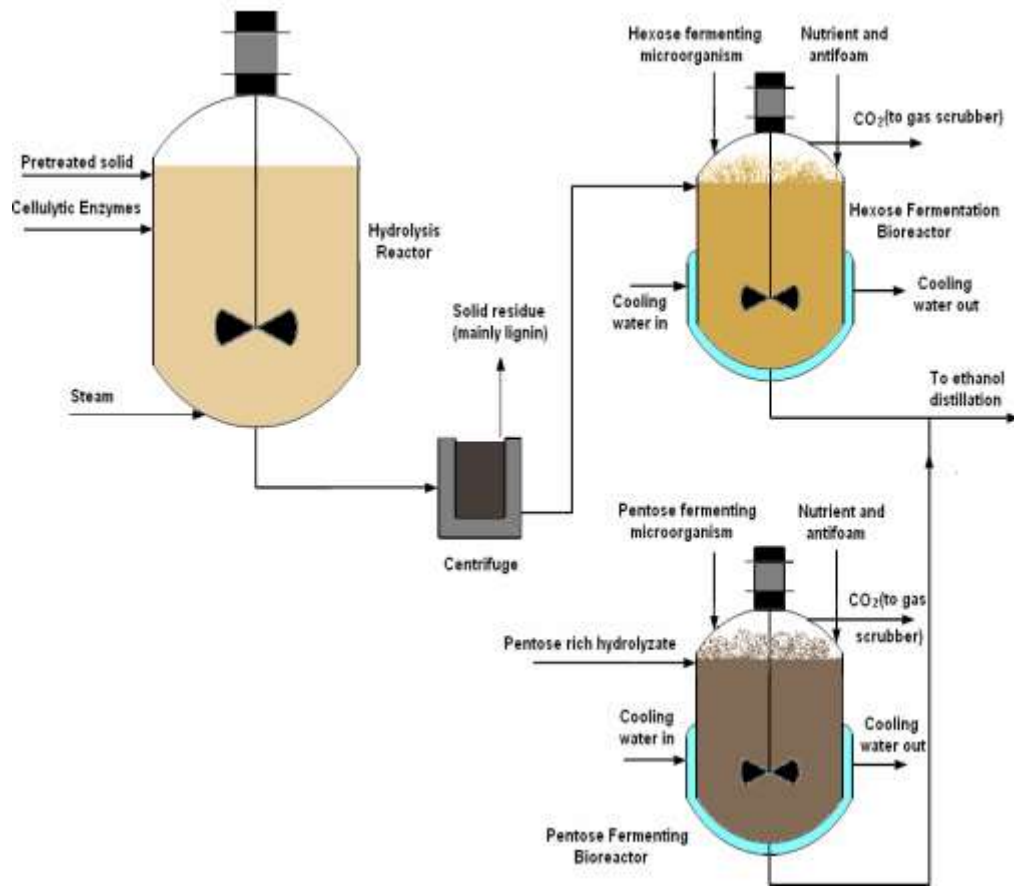 Pretreated solid
Cellulytic Enzymes
Hydrolysis
Reactor
Steam
Solid residue
(mainly lignin)
Centrifuge
Hexose fermenting
microorganism
Nutrient and
antifoam
CO₂(to gas scrubber)
Hexose Fermentation
Bioreactor
Cooling
water in
Cooling
water out
To ethanol
distillation
Pentose fermenting
microorganism
Nutrient and
antifoam
CO₂(to gas
scrubber)
Pentose rich hydrolyzate
Cooling
water in
Cooling
water out
Pentose Fermenting
Bioreactor